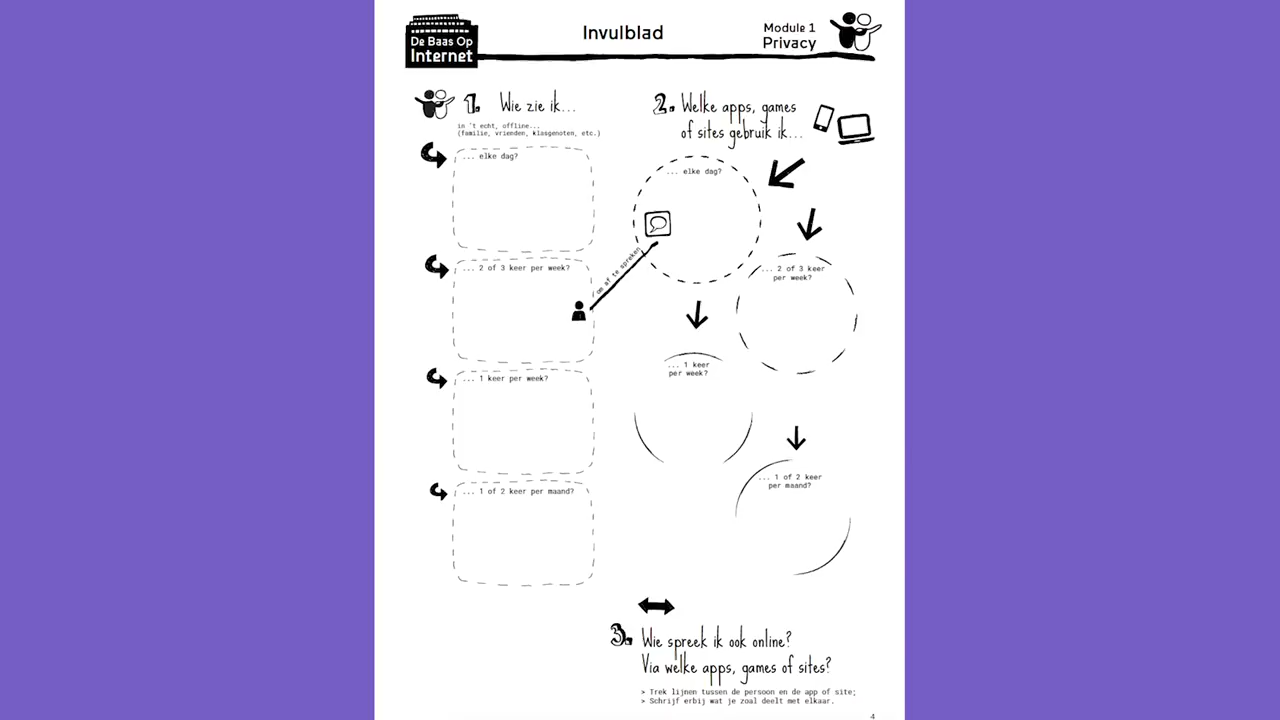 De Baas Op
Internet
Invulblad
Module 1
Privacy
1. Wie zie ik...
in 't echt, offline...
(familie, vrienden, klasgenoten, etc.)
... elke dag?
... 2 of 3 keer per week?
... 1 keer per week?
... 1 of 2 keer per maand?
2. Welke apps, games
of sites gebruik ik...
... elke dag?
om af te spreken
... 2 of 3 keer
per week?
... 1 keer
per week?
... 1 of 2 keer
per maand?
3. Wie spreek ik ook online?
Via welke apps, games of sites?
> Trek lijnen tussen de persoon en de app of site;
> Schrijf erbij wat je zoal deelt met elkaar.
4